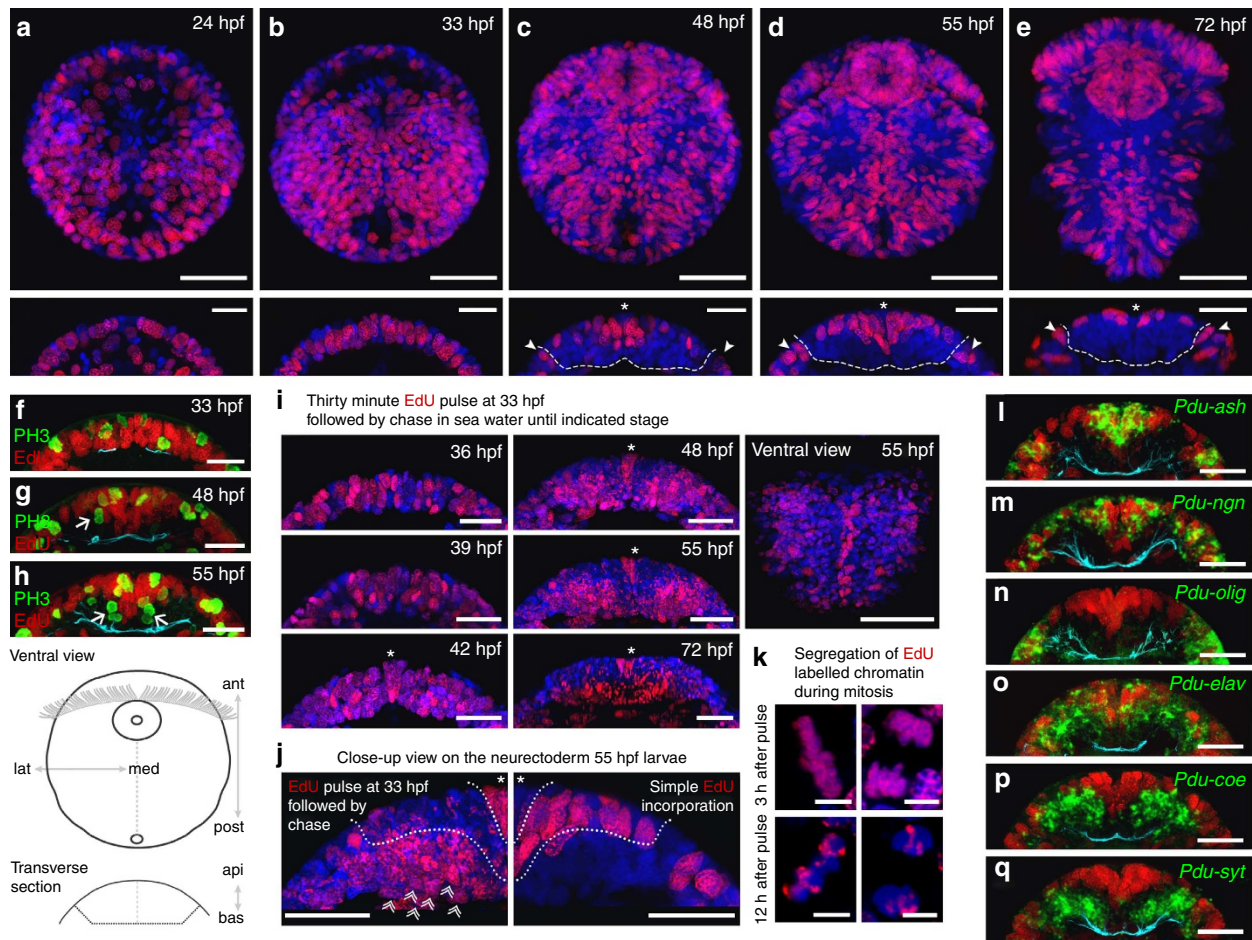 a
24 hpf
b
33 hpf
c
48 hpf
d
55 hpf
e
72 hpf
*
*
*
f
33 hpf
PH3
EdU
g
48 hpf
PH3
EdU
h
55 hpf
PH3
EdU
Ventral view
ant
lat
med
post
Transverse
section
api
bas
i
Thirty minute EdU pulse at 33 hpf
followed by chase in sea water until indicated stage
36 hpf
48 hpf
*
Ventral view
55 hpf
39 hpf
55 hpf
*
42 hpf
*
72 hpf
*
j
Close-up view on the neurectoderm 55 hpf larvae
EdU pulse at 33 hpf
followed by
chase
* *
Simple EdU
incorporation
k
Segregation of EdU
labelled chromatin
during mitosis
3 h after pulse
12 h after pulse
l
Pdu-ash
m
Pdu-ngn
n
Pdu-olig
o
Pdu-elav
p
Pdu-coe
q
Pdu-syt